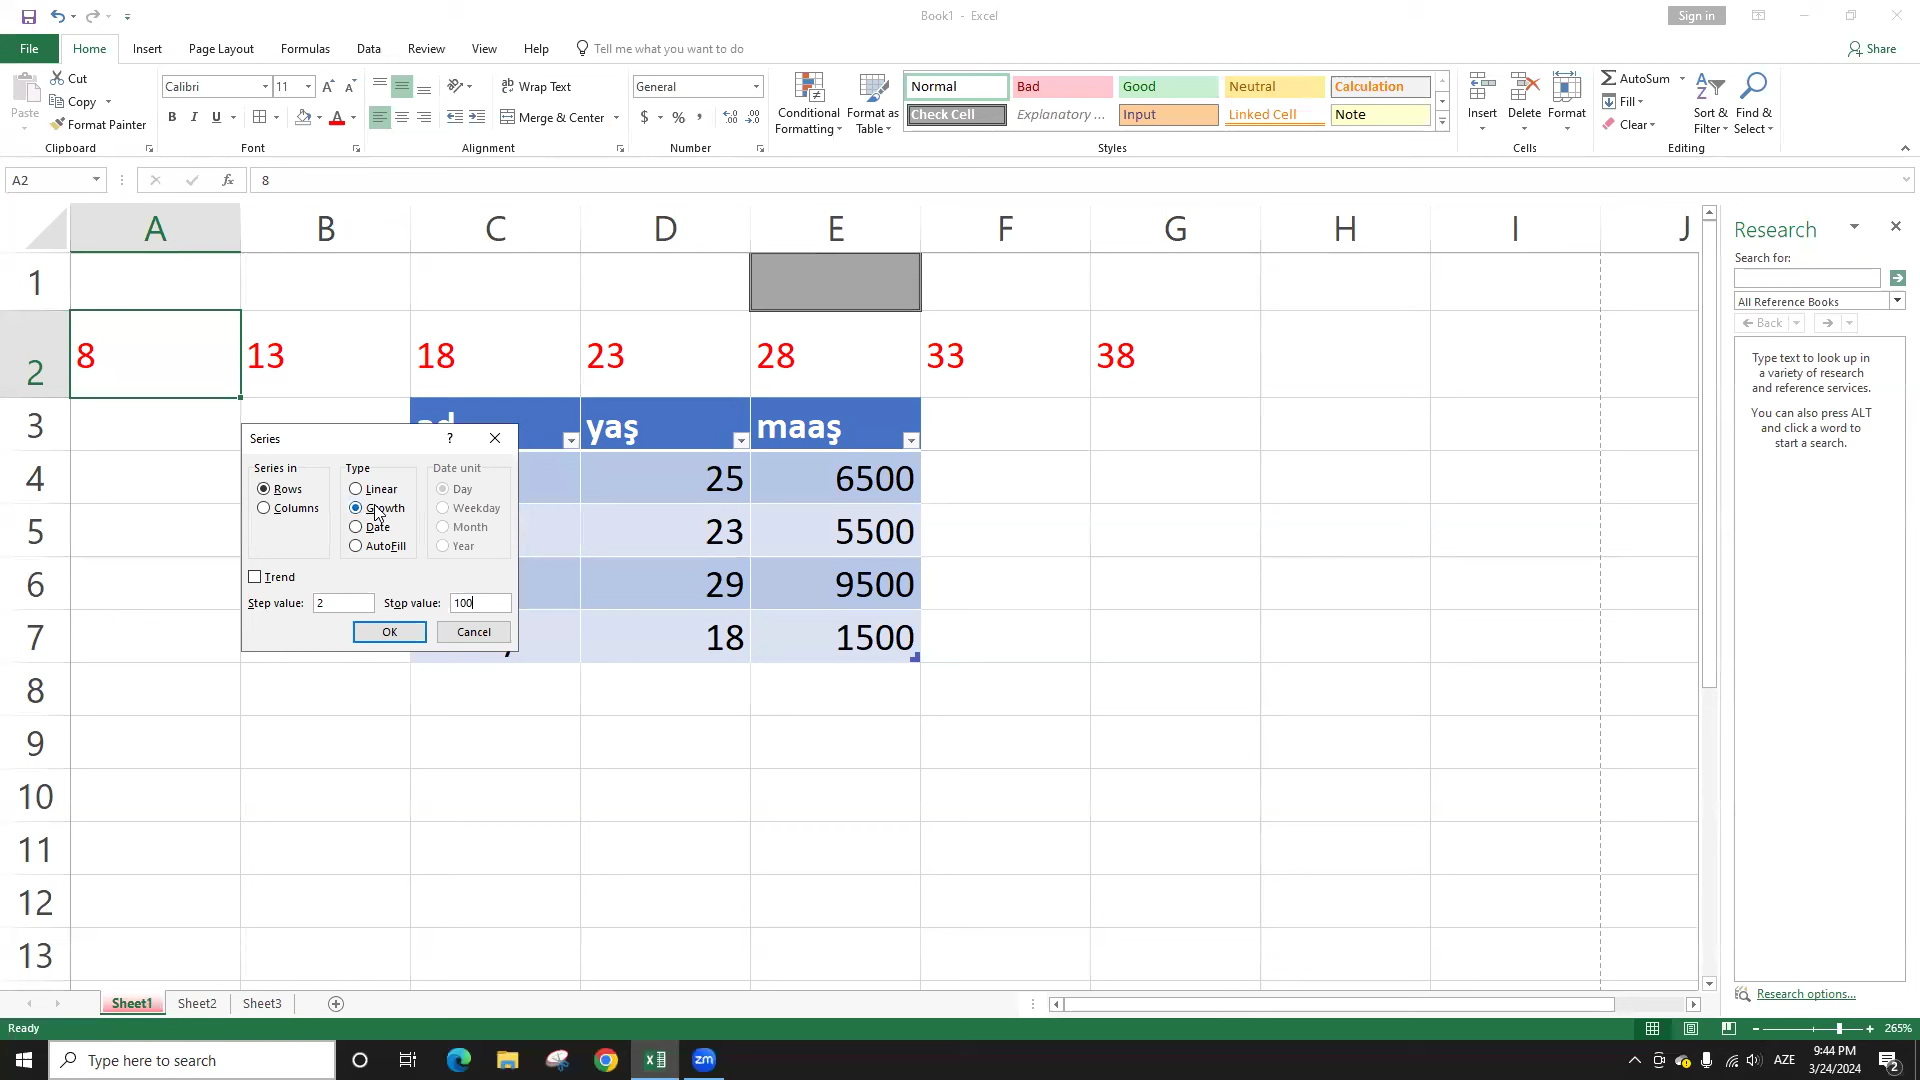 Book1 - Excel
Sign in
File Home Insert Page Layout Formulas Data Review View Help Tell me what you want to do
Share
Paste
Cut
Copy
Format Painter
Clipboard
Calibri 11
B I U
Font
Wrap Text
Merge & Center
Alignment
General
$ % ,
Number
Conditional Formatting
Format as Table
Normal Bad Good Neutral Calculation
Check Cell Explanatory ... Input Linked Cell Note
Styles
Insert Delete Format
Cells
AutoSum
Fill
Clear
Sort & Filter
Find & Select
Editing
A2 fx 8
A B C D E F G H I J
1
2 8 13 18 23 28 33 38
3 yaş maaş
4 25 6500
5 23 5500
6 29 9500
7 18 1500
8
9
10
11
12
13
Series ?
Series in Type Date unit
Rows Linear Day
Columns Growth Weekday
Date Month
AutoFill Year
Trend
Step value: 2 Stop value: 100
OK Cancel
Research
Search for:
All Reference Books
Back
Type text to look up in
a variety of research
and reference services.
You can also press ALT
and click a word to
start a search.
Research options...
Sheet1 Sheet2 Sheet3
Ready
265%
Type here to search
zm
AZE
9:44 PM
3/24/2024
2